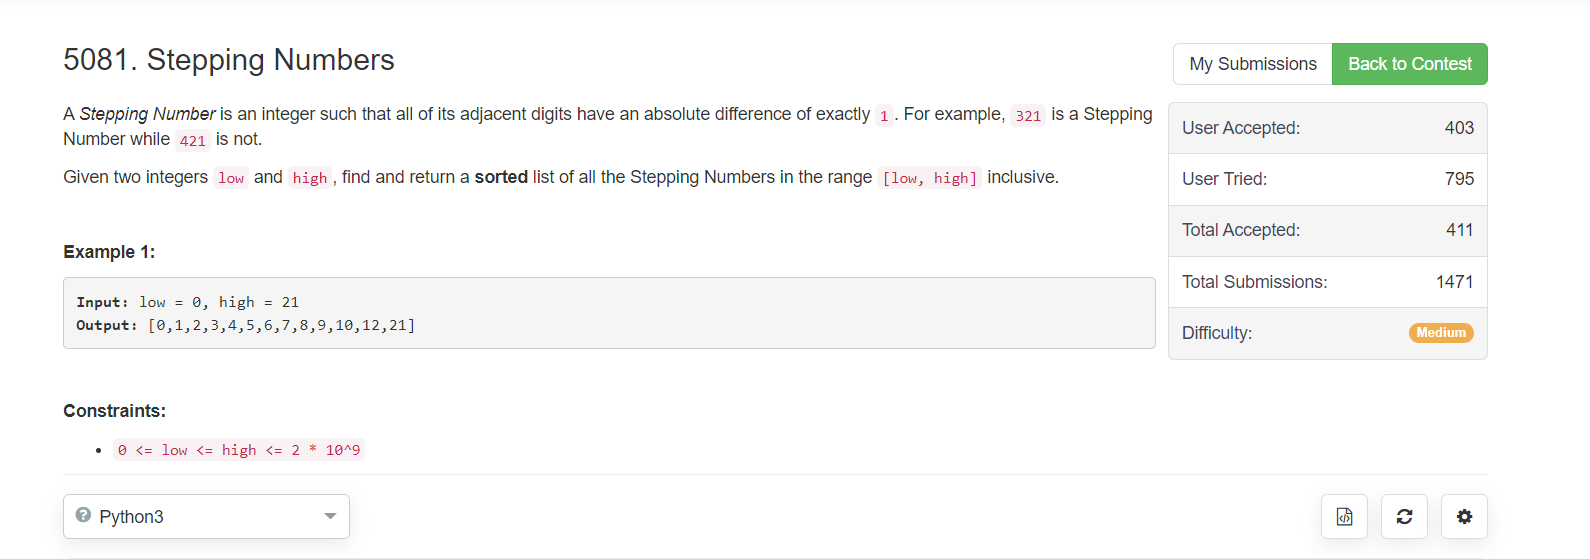 5081. Stepping Numbers
My Submissions
Back to Contest
A Stepping Number is an integer such that all of its adjacent digits have an absolute difference of exactly 1 . For example, 321 is a Stepping
Number while 421 is not.
Given two integers low and high , find and return a sorted list of all the Stepping Numbers in the range [low, high] inclusive.
Example 1:
Input: low = 0, high = 21
Output: [0,1,2,3,4,5,6,7,8,9,10,12,21]
Constraints:
• 0 <= low <= high <= 2 * 10^9
User Accepted: 403
User Tried: 795
Total Accepted: 411
Total Submissions: 1471
Difficulty: Medium
? Python3